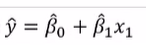 ŷ = β̂₀ + β̂₁x₁